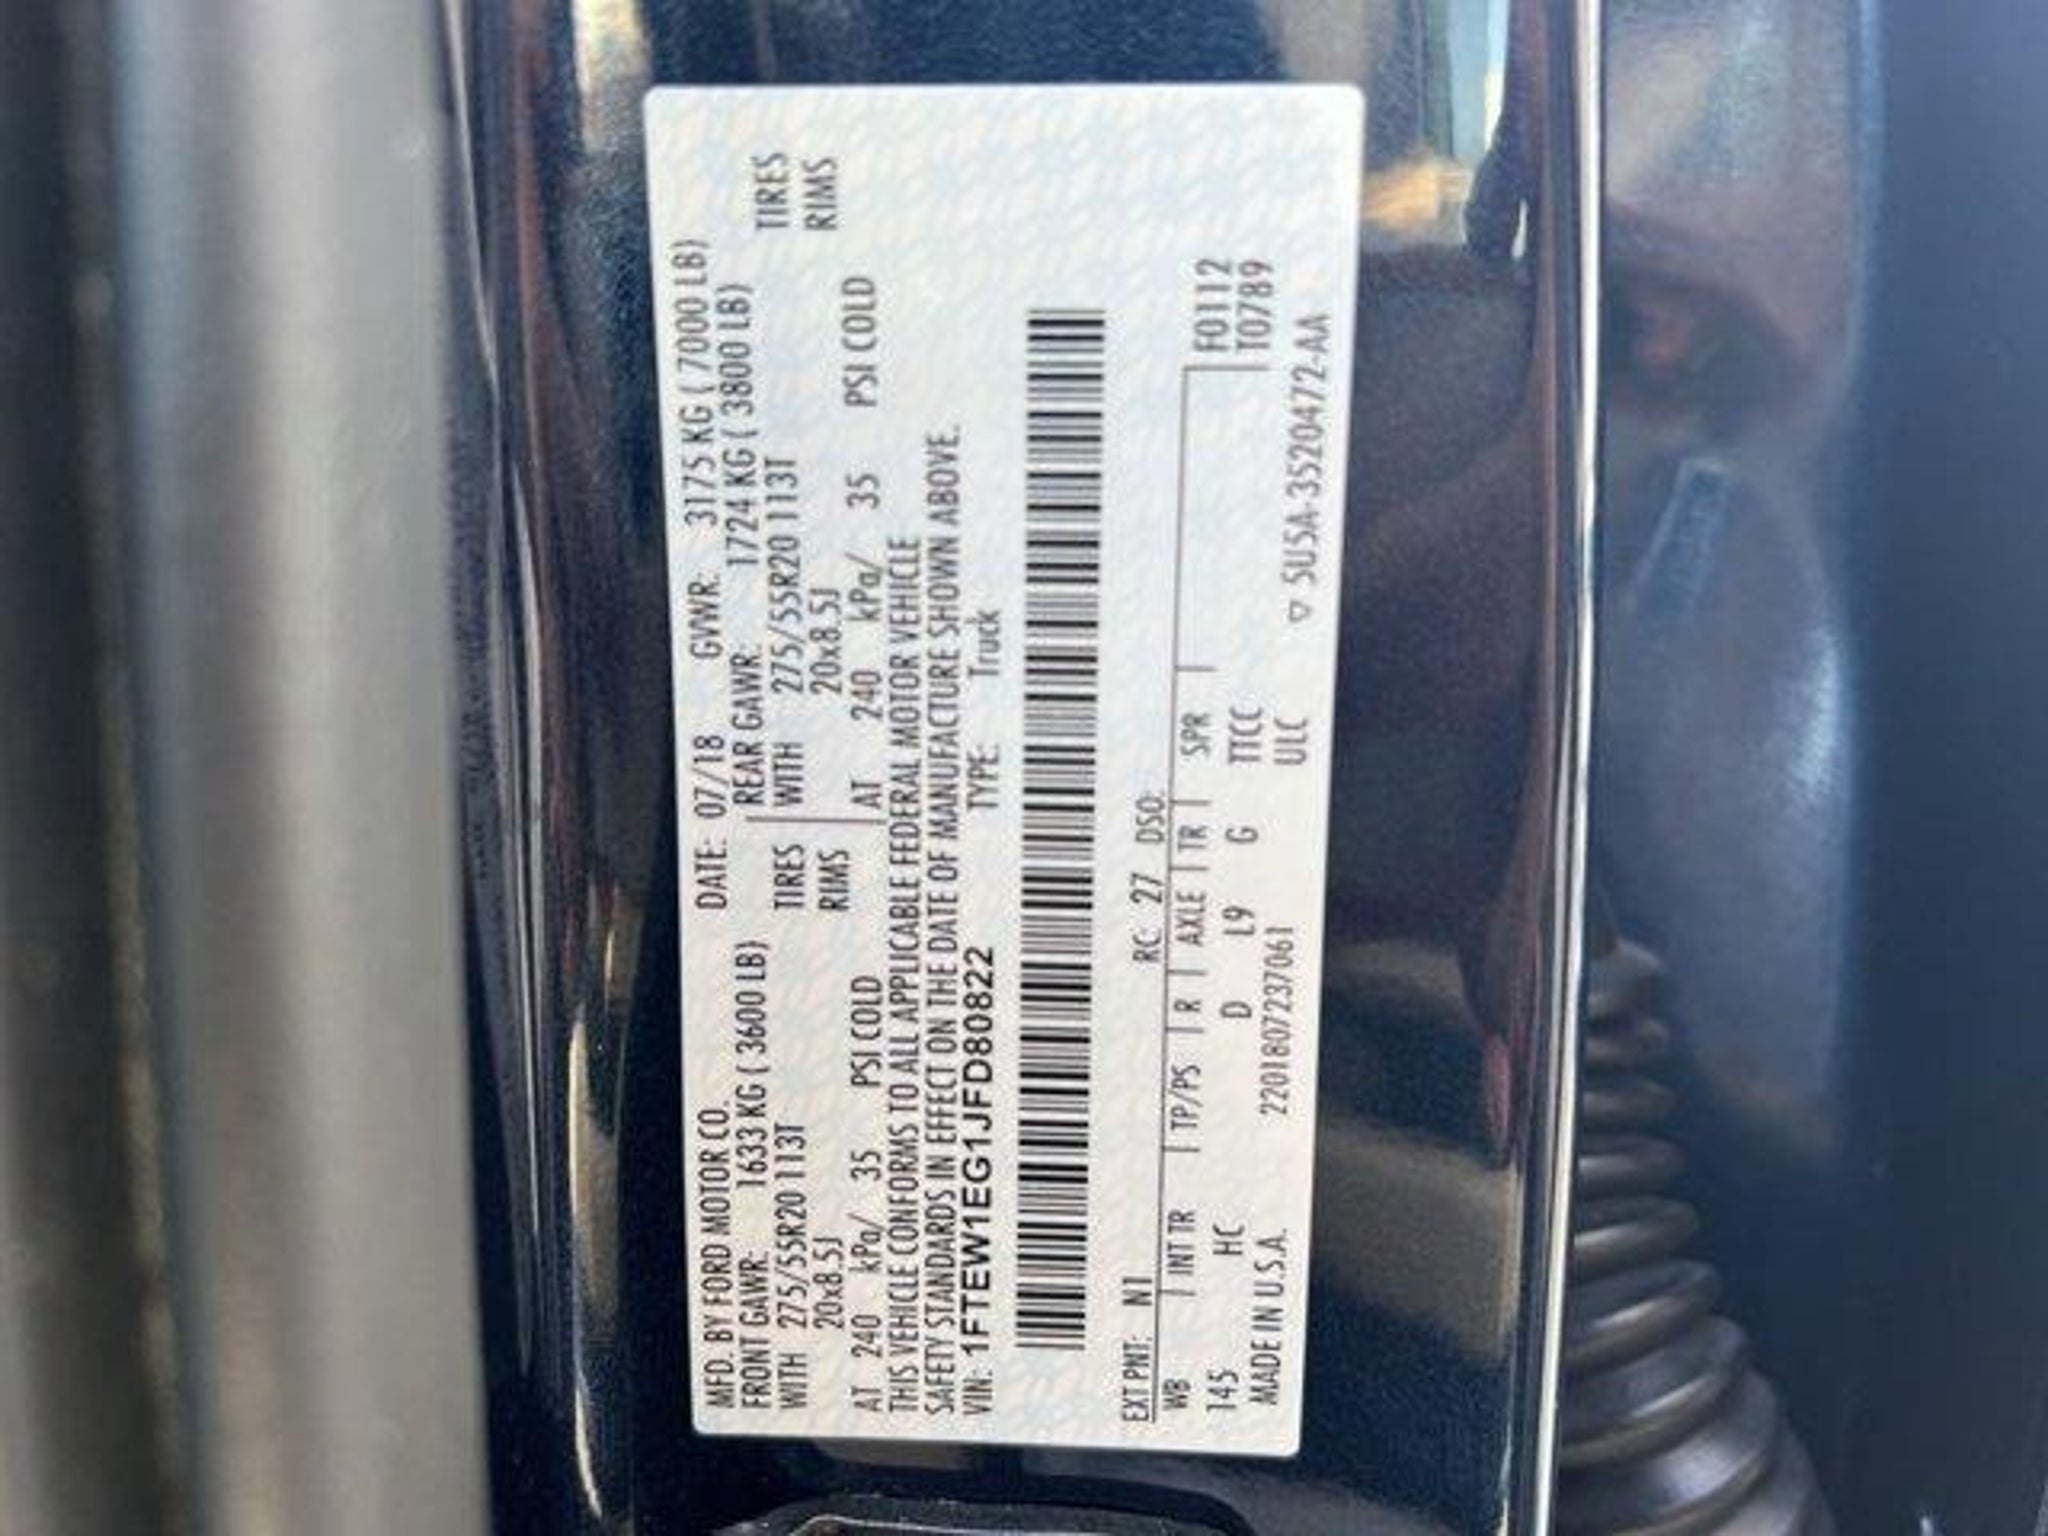 MFD. BY FORD MOTOR CO. DATE: 07/18 GVWR: 3175 KG ( 7000 LB)
FRONT GAWR: 1633 KG ( 3600 LB) REAR GAWR: 1724 KG ( 3800 LB)
WITH 275/55R20 113T TIRES WITH 275/55R20 113T TIRES
20x8.5J RIMS 20x8.5J RIMS
AT 240 kPa/ 35 PSI COLD AT 240 kPa/ 35 PSI COLD
THIS VEHICLE CONFORMS TO ALL APPLICABLE FEDERAL MOTOR VEHICLE
SAFETY STANDARDS IN EFFECT ON THE DATE OF MANUFACTURE SHOWN ABOVE.
VIN: 1FTEW1EG1JFD80822 TYPE: Truck
EXT PNT: N1 RC: 27 DSO:
WB INT TR TP/PS R AXLE TR SPR F0112
145 HC D L9 G TTCC T0789
MADE IN U.S.A. 2201807237061 ULC
▽ SU5A-3520472-AA